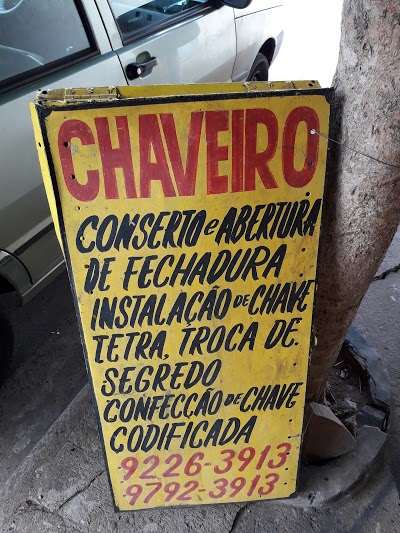 CHAVEIRO
CONSERTO e ABERTURA
DE FECHADURA
INSTALAÇÃO DE CHAVE
TETRA, TROCA DE.
SEGREDO
CONFECCÃO DE CHAVE
CODIFICADA
9226-3913
9792-3913